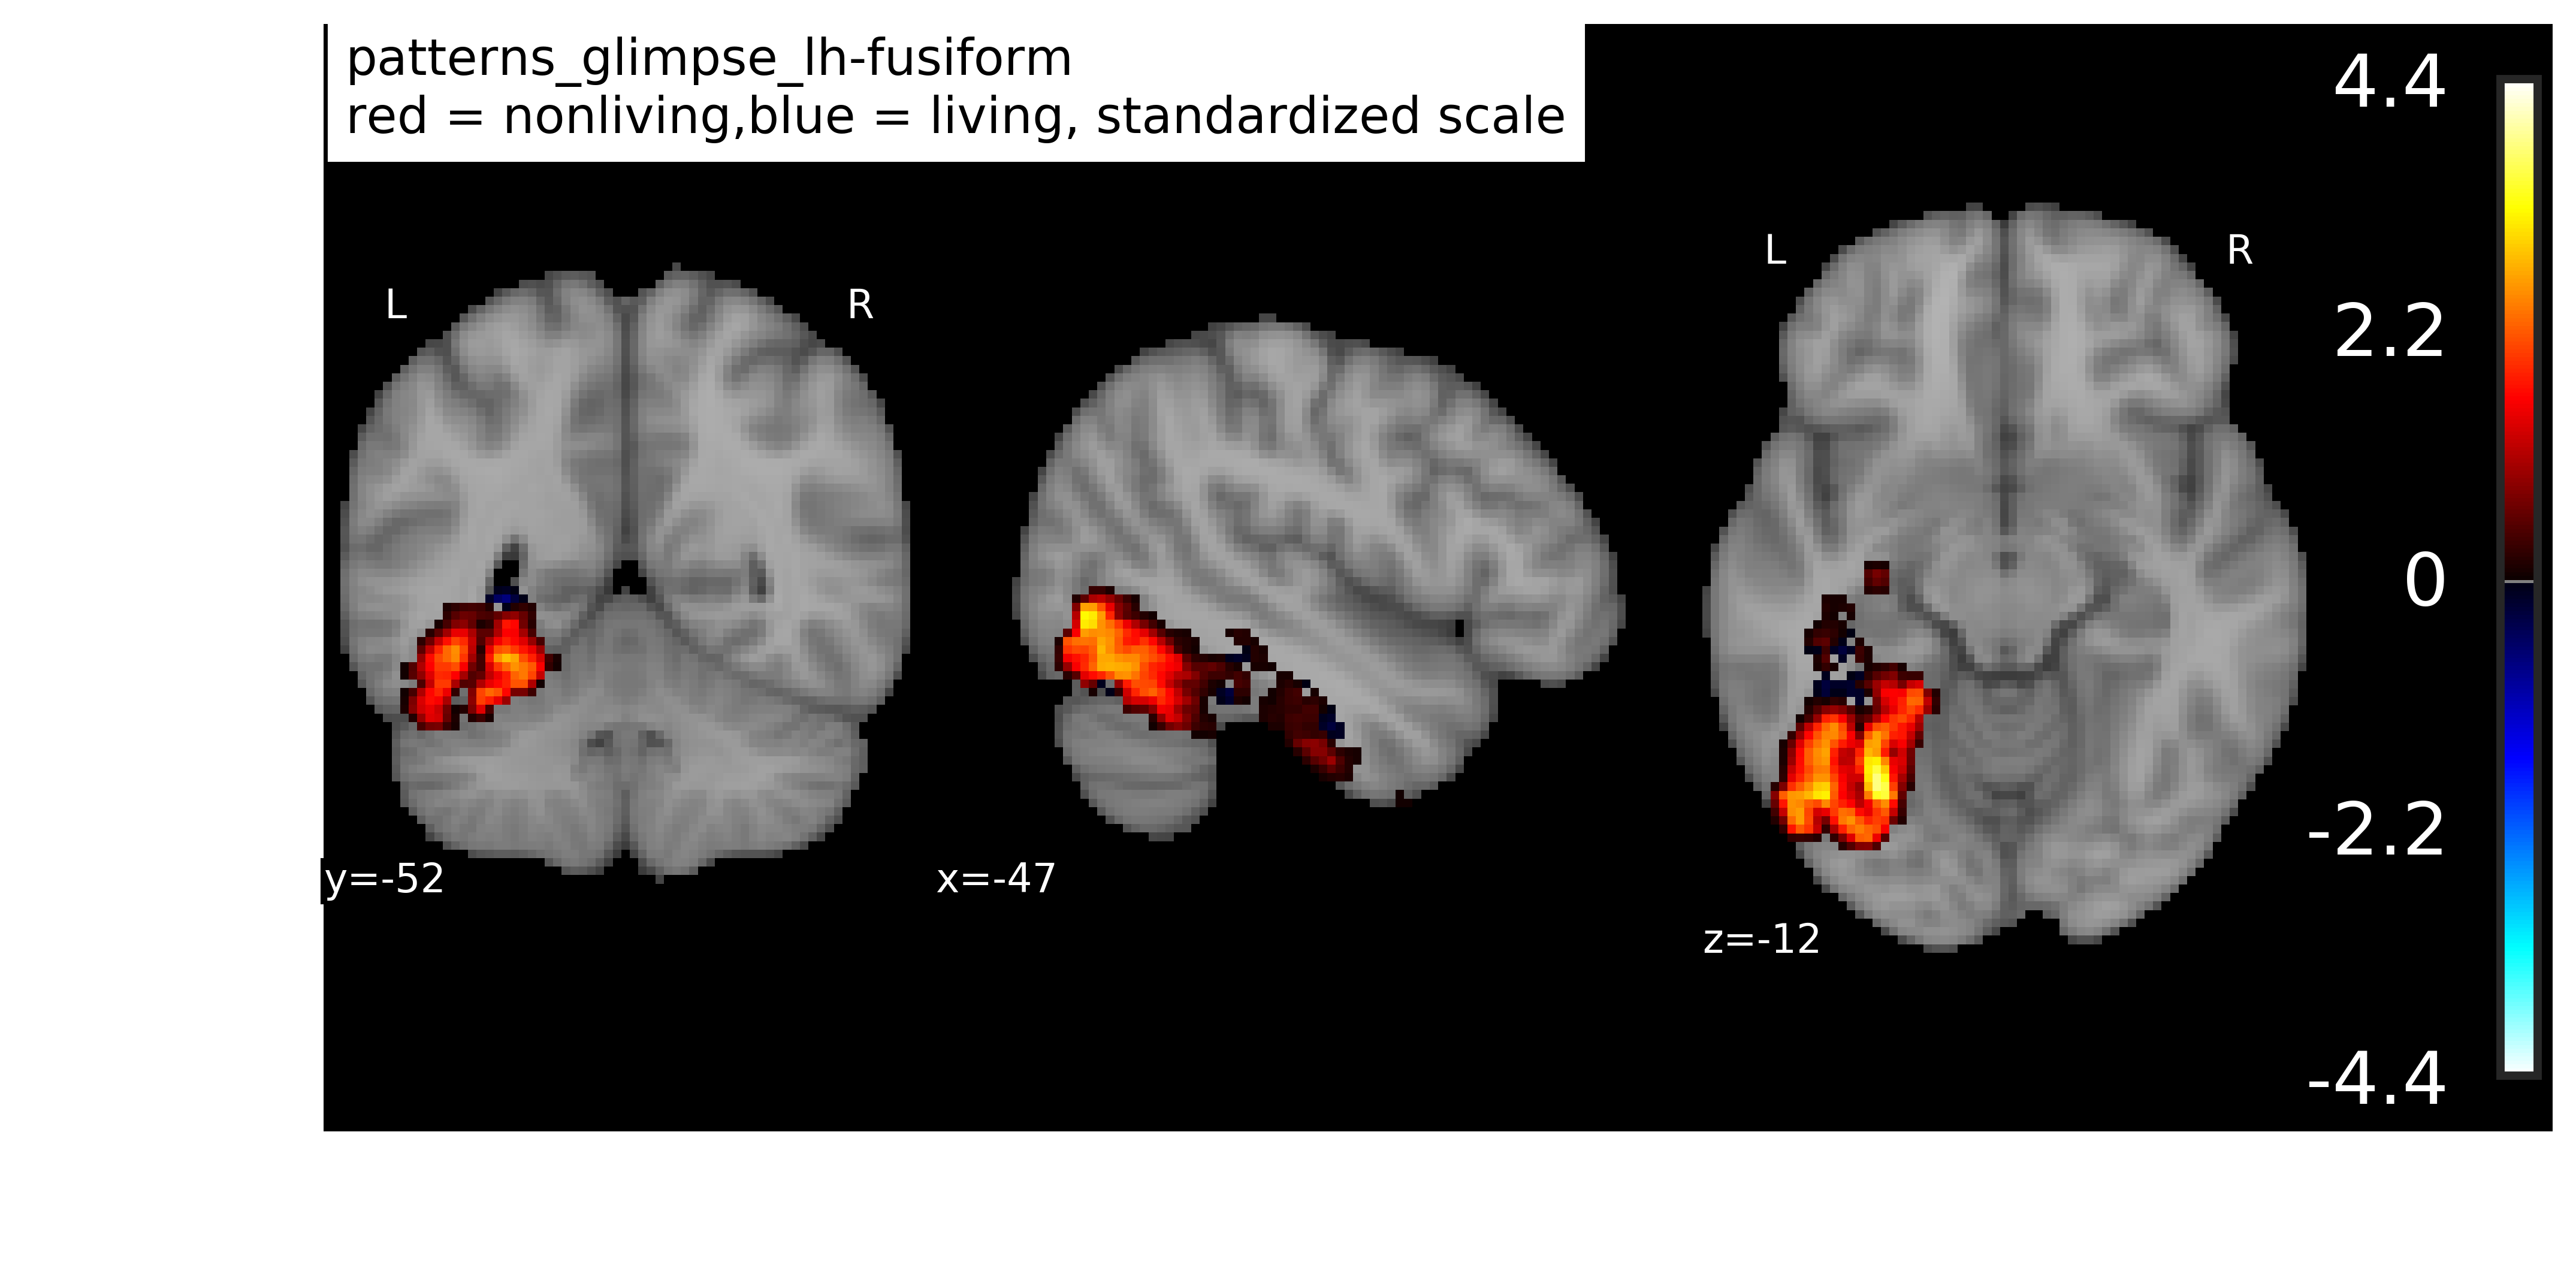 patterns_glimpse_lh-fusiform
red = nonliving,blue = living, standardized scale
L
R
L
R
y=-52
x=-47
z=-12
4.4
2.2
0
-2.2
-4.4